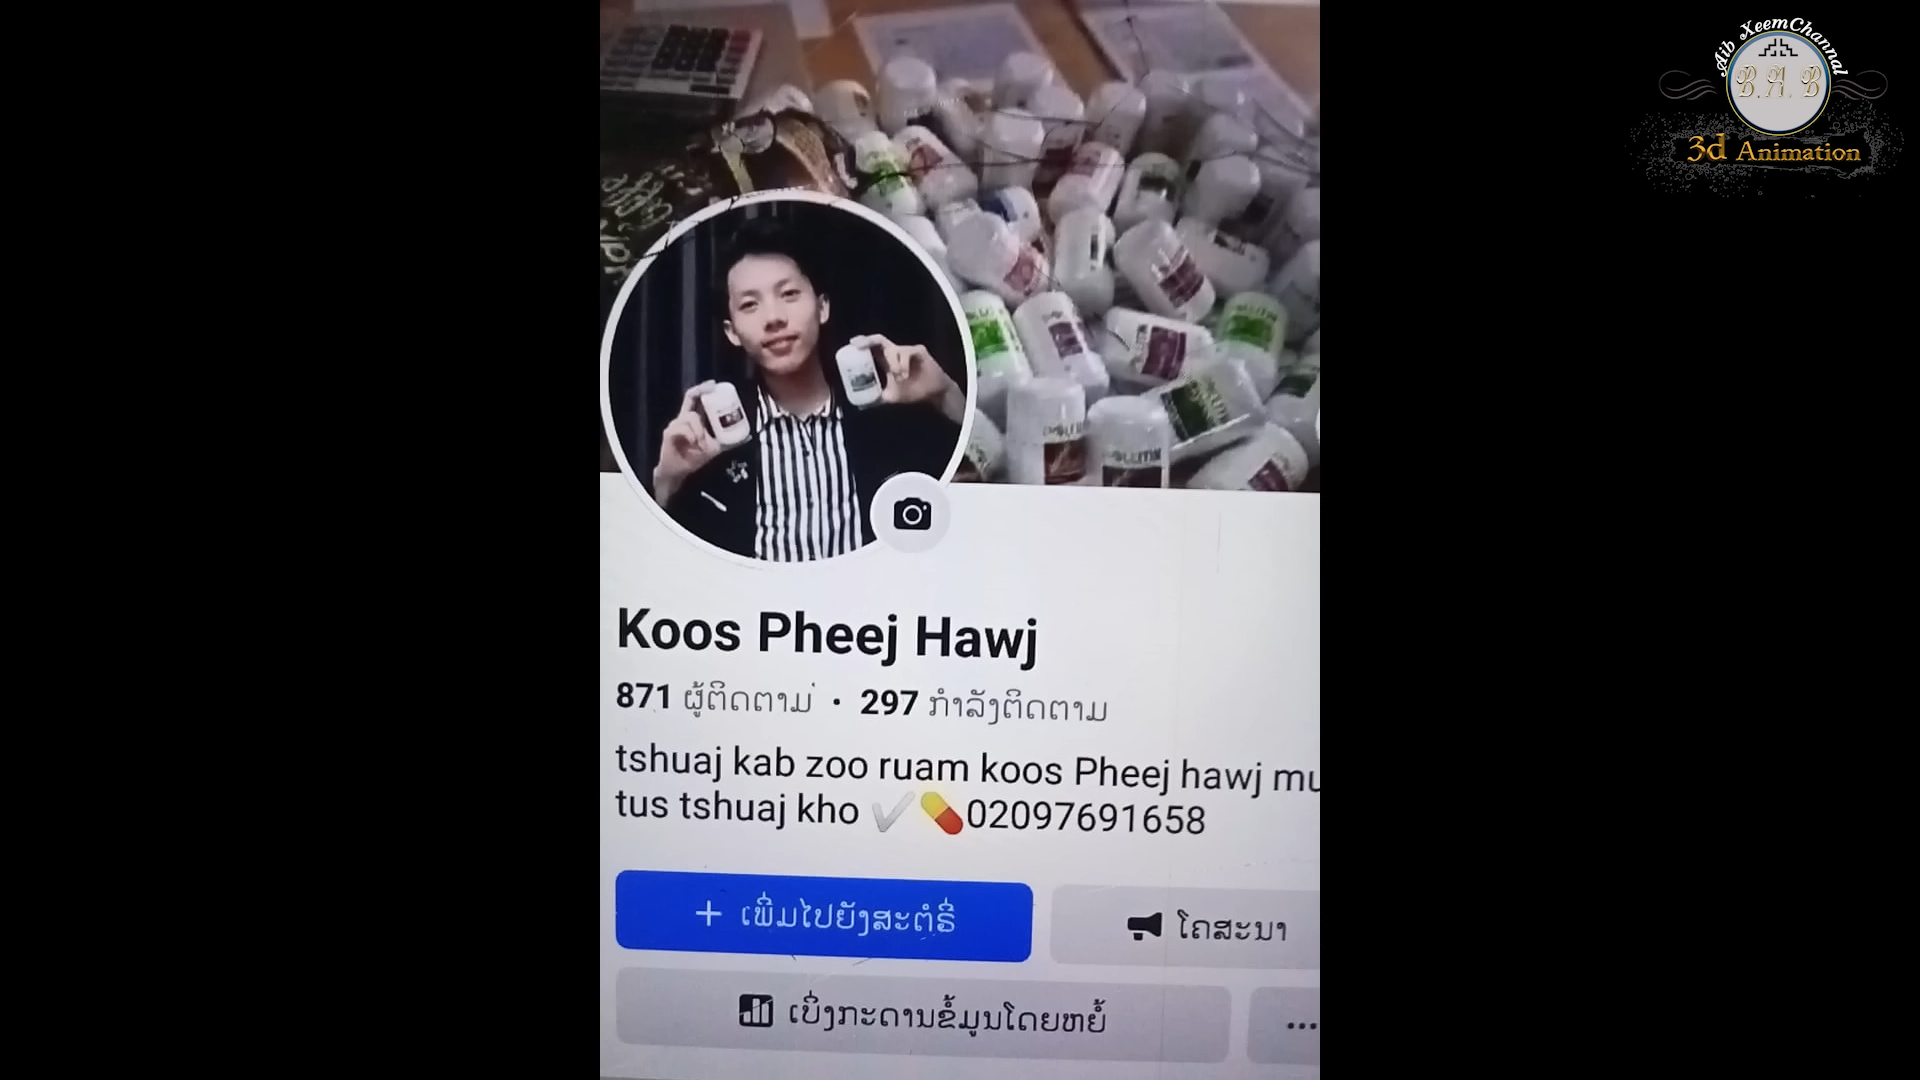 Aib XeemChannal
B.A.B
3d Animation
Koos Pheej Hawj
871 ຜູ້ຕິດຕາມ່ • 297 ກຳລັງຕິດຕາມ
tshuaj kab zoo ruam koos Pheej hawj mu
tus tshuaj kho ✓💊02097691658
+ ເພີ່ມໄປຍັງສະຕໍຣີ່
ໂຄສະນາ
ເບິ່ງກະດານຂໍ້ມູນໂດຍຫຍໍ້
...